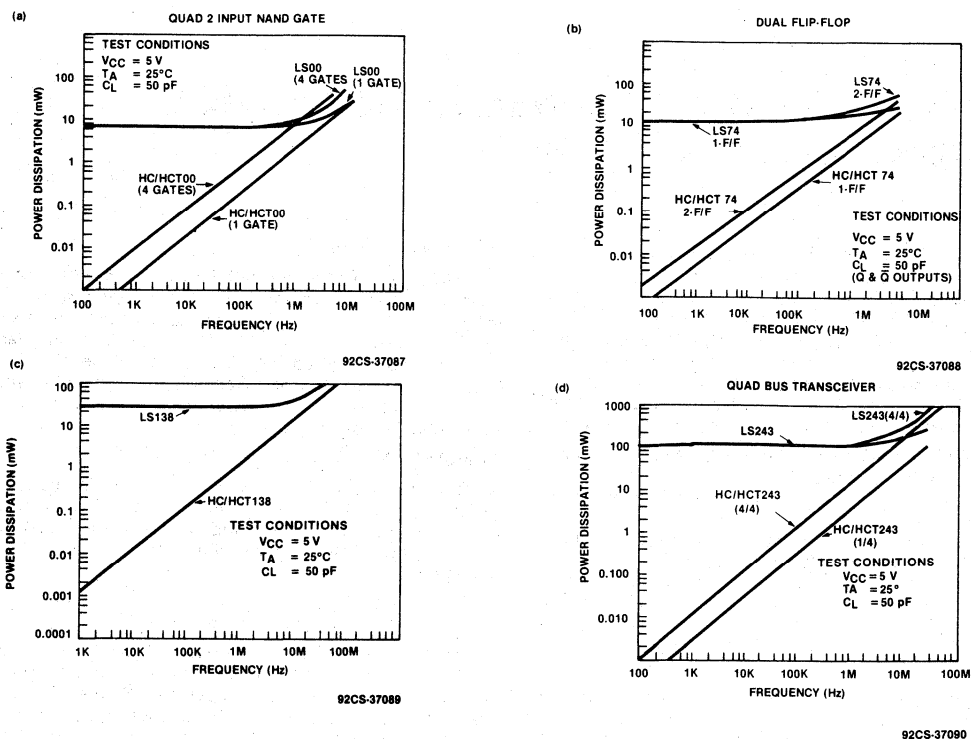 (a)
QUAD 2 INPUT NAND GATE
TEST CONDITIONS
VCC = 5 V
TA = 25°C
CL = 50 pF
LS00
(4 GATES)
LS00
(1 GATE)
HC/HCT00
(4 GATES)
HC/HCT00
(1 GATE)
POWER DISSIPATION (mW)
100
10
1
0.1
0.01
100 1K 10K 100K 1M 10M 100M
FREQUENCY (Hz)
92CS-37087
(b)
DUAL FLIP-FLOP
LS74
2-F/F
LS74
1-F/F
HC/HCT 74
1-F/F
HC/HCT 74
2-F/F
TEST CONDITIONS
VCC = 5 V
TA = 25°C
CL = 50 pF
(Q & Q̅ OUTPUTS)
POWER DISSIPATION (mW)
100
10
1
0.1
0.01
100 1K 10K 100K 1M 10M 100M
FREQUENCY (Hz)
92CS-37088
(c)
LS138
HC/HCT138
TEST CONDITIONS
VCC = 5 V
TA = 25°C
CL = 50 pF
POWER DISSIPATION (mW)
100
10
1
0.1
0.01
0.001
0.0001
1K 10K 100K 1M 10M 100M
FREQUENCY (Hz)
92CS-37089
(d)
QUAD BUS TRANSCEIVER
LS243(4/4)
LS243
HC/HCT243
(4/4)
HC/HCT243
(1/4)
TEST CONDITIONS
VCC = 5 V
TA = 25°
CL = 50 pF
POWER DISSIPATION (mW)
1000
100
10
1
0.100
0.010
100 1K 10K 100K 1M 10M 100M
FREQUENCY (Hz)
92CS-37090